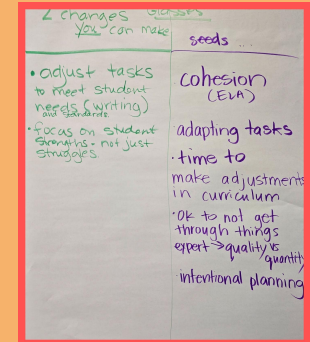 2 changes
you can make
• adjust tasks
to meet student
needs (writing)
and standards
• focus on student
strengths - not just
struggles
seeds ...
cohesion
(ELA)
adapting tasks
• time to
make adjustments
in curriculum
• ok to not get
through things
expert → quality vs
quantity
• intentional planning